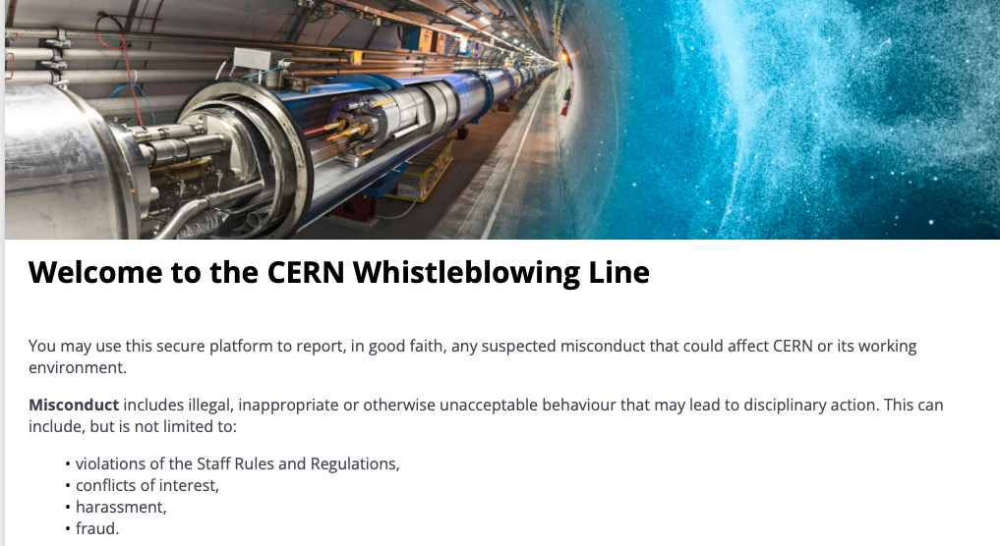 Welcome to the CERN Whistleblowing Line
You may use this secure platform to report, in good faith, any suspected misconduct that could affect CERN or its working
environment.
Misconduct includes illegal, inappropriate or otherwise unacceptable behaviour that may lead to disciplinary action. This can
include, but is not limited to:
• violations of the Staff Rules and Regulations,
• conflicts of interest,
• harassment,
• fraud.